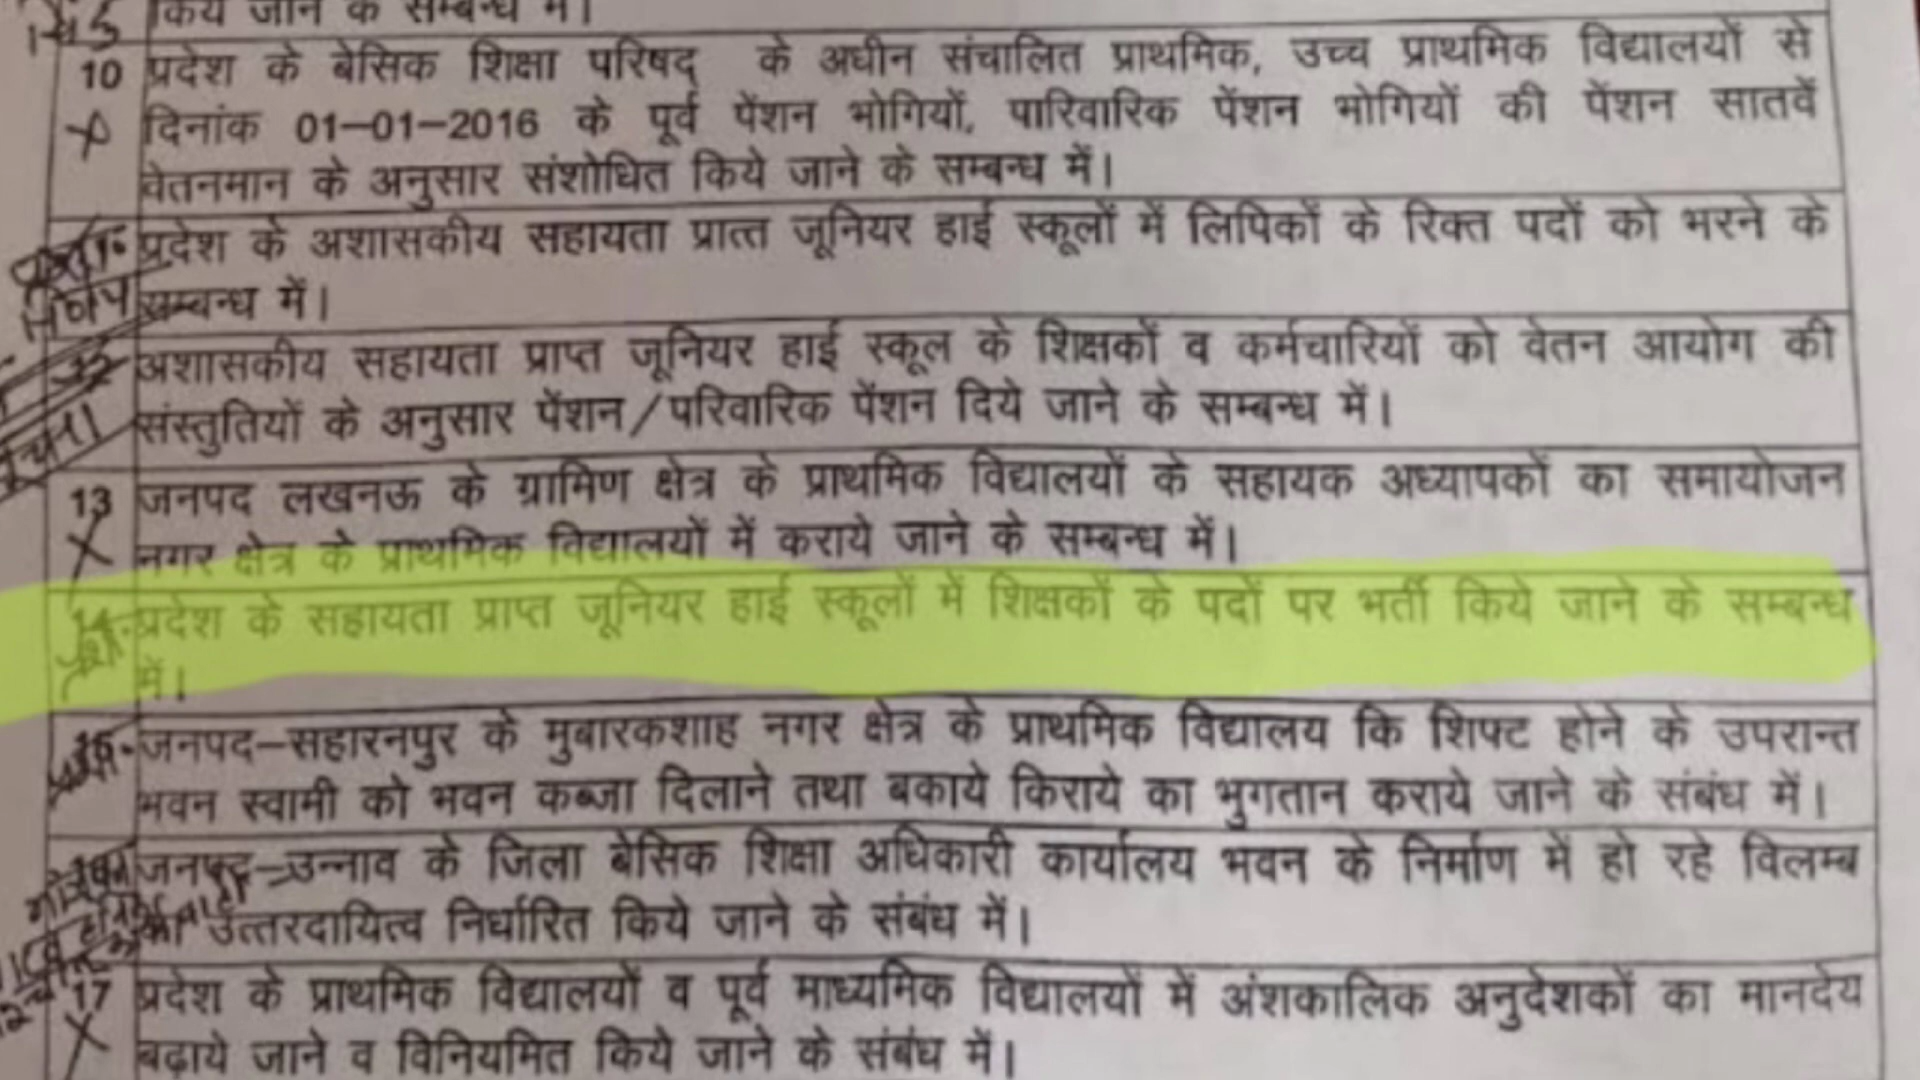 किये जाने के सम्बन्ध में।
10 प्रदेश के बेसिक शिक्षा परिषद् के अधीन संचालित प्राथमिक, उच्च प्राथमिक विद्यालयों से
दिनांक 01–01–2016 के पूर्व पेंशन भोगियों, पारिवारिक पेंशन भोगियों की पेंशन सातवें
वेतनमान के अनुसार संशोधित किये जाने के सम्बन्ध में।
प्रदेश के अशासकीय सहायता प्राप्त जूनियर हाई स्कूलों में लिपिकों के रिक्त पदों को भरने के
सम्बन्ध में।
अशासकीय सहायता प्राप्त जूनियर हाई स्कूल के शिक्षकों व कर्मचारियों को वेतन आयोग की
संस्तुतियों के अनुसार पेंशन/परिवारिक पेंशन दिये जाने के सम्बन्ध में।
13 जनपद लखनऊ के ग्रामिण क्षेत्र के प्राथमिक विद्यालयों के सहायक अध्यापकों का समायोजन
नगर क्षेत्र के प्राथमिक विद्यालयों में कराये जाने के सम्बन्ध में।
14 प्रदेश के सहायता प्राप्त जूनियर हाई स्कूलों में शिक्षकों के पदों पर भर्ती किये जाने के सम्बन्ध
में।
15 जनपद–सहारनपुर के मुबारकशाह नगर क्षेत्र के प्राथमिक विद्यालय कि शिफ्ट होने के उपरान्त
भवन स्वामी को भवन कब्जा दिलाने तथा बकाये किराये का भुगतान कराये जाने के संबंध में।
जनपद–उन्नाव के जिला बेसिक शिक्षा अधिकारी कार्यालय भवन के निर्माण में हो रहे विलम्ब
का उत्तरदायित्व निर्धारित किये जाने के संबंध में।
17 प्रदेश के प्राथमिक विद्यालयों व पूर्व माध्यमिक विद्यालयों में अंशकालिक अनुदेशकों का मानदेय
बढ़ाये जाने व विनियमित किये जाने के संबंध में।